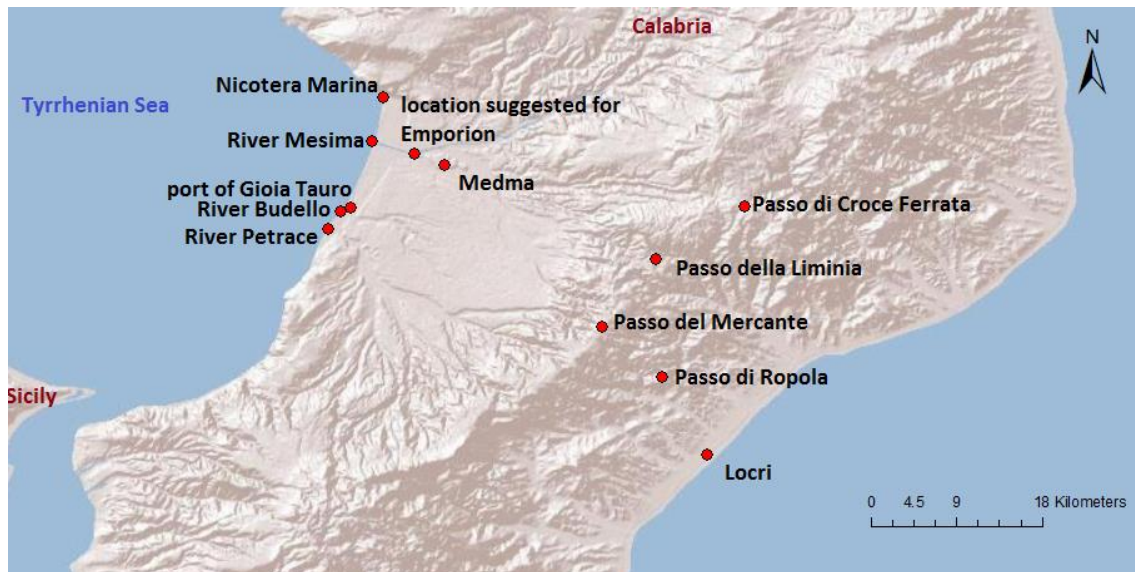 Calabria
N
Nicotera Marina
Tyrrhenian Sea
location suggested for
Emporion
River Mesima
Medma
port of Gioia Tauro
River Budello
River Petrace
Passo di Croce Ferrata
Passo della Liminia
Passo del Mercante
Passo di Ropola
Sicily
Locri
0 4.5 9 18 Kilometers